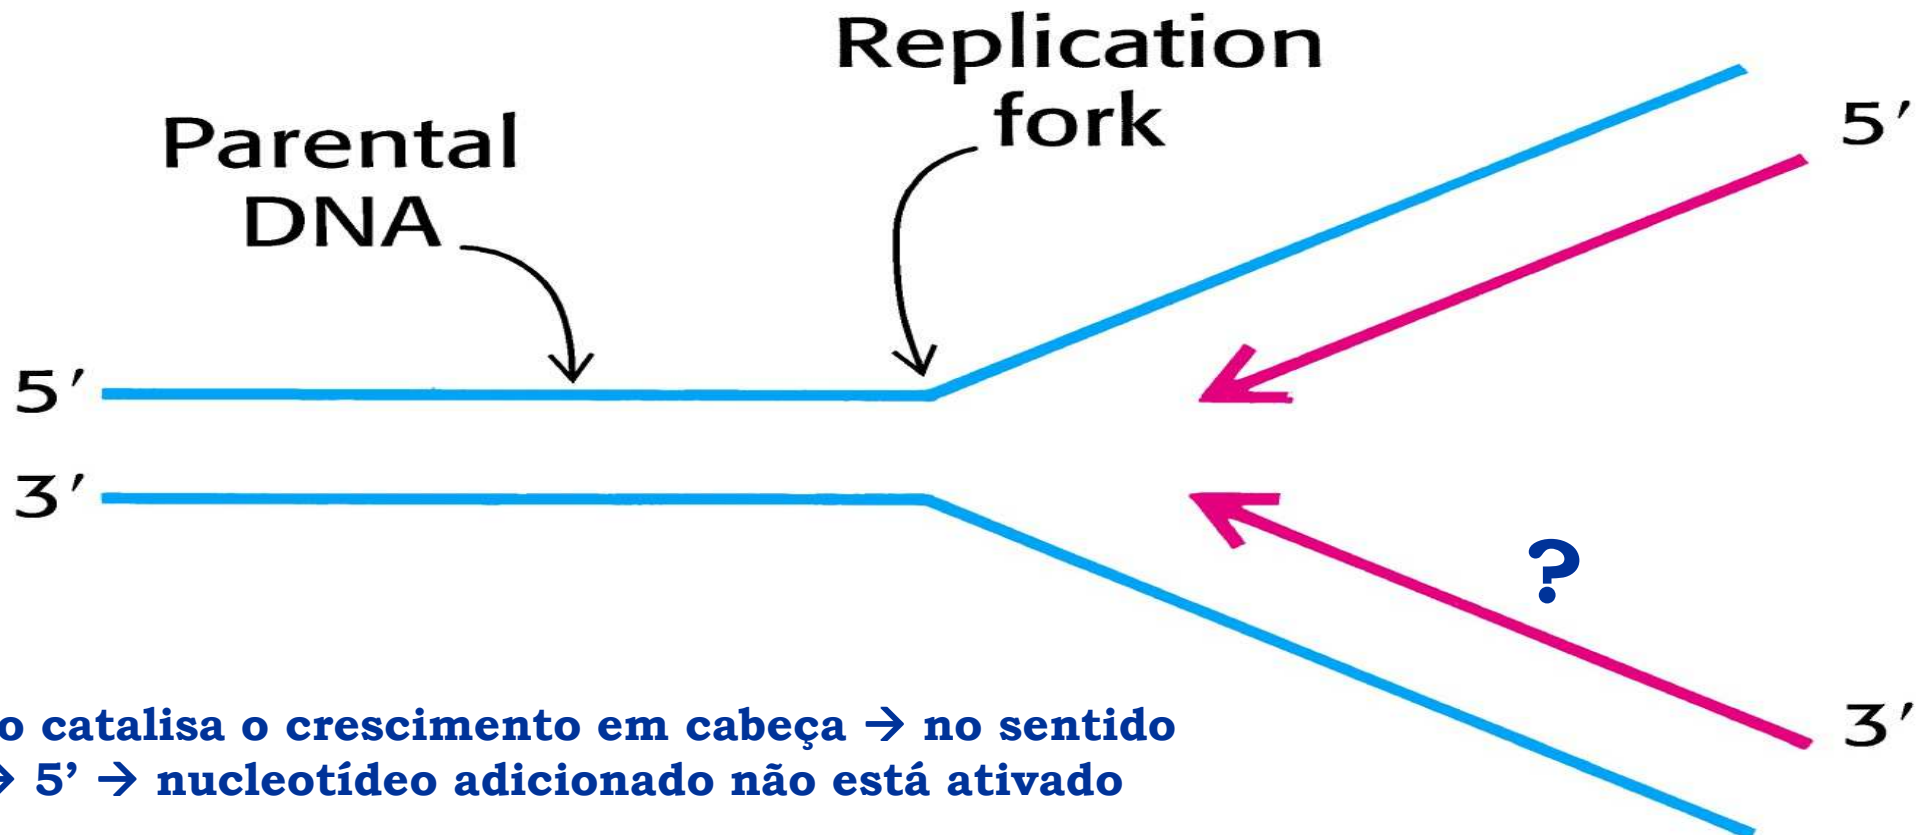 Replication
fork
Parental
DNA
5′
5′
3′
?
3′
o catalisa o crescimento em cabeça → no sentido
→ 5’ → nucleotídeo adicionado não está ativado